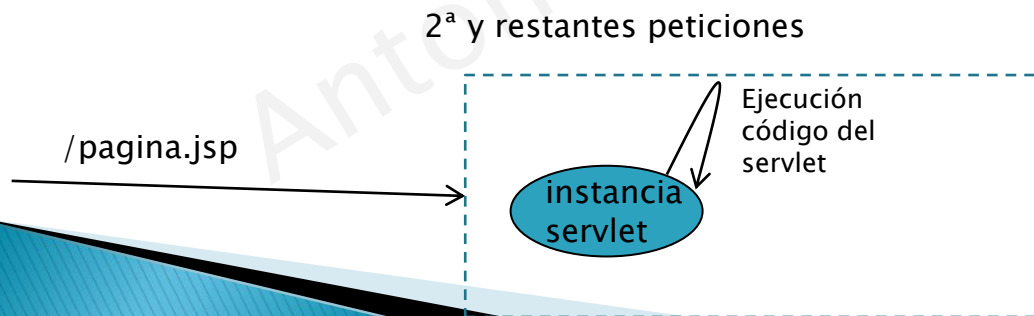 2ª y restantes peticiones
Ejecución
código del
servlet
/pagina.jsp
instancia
servlet